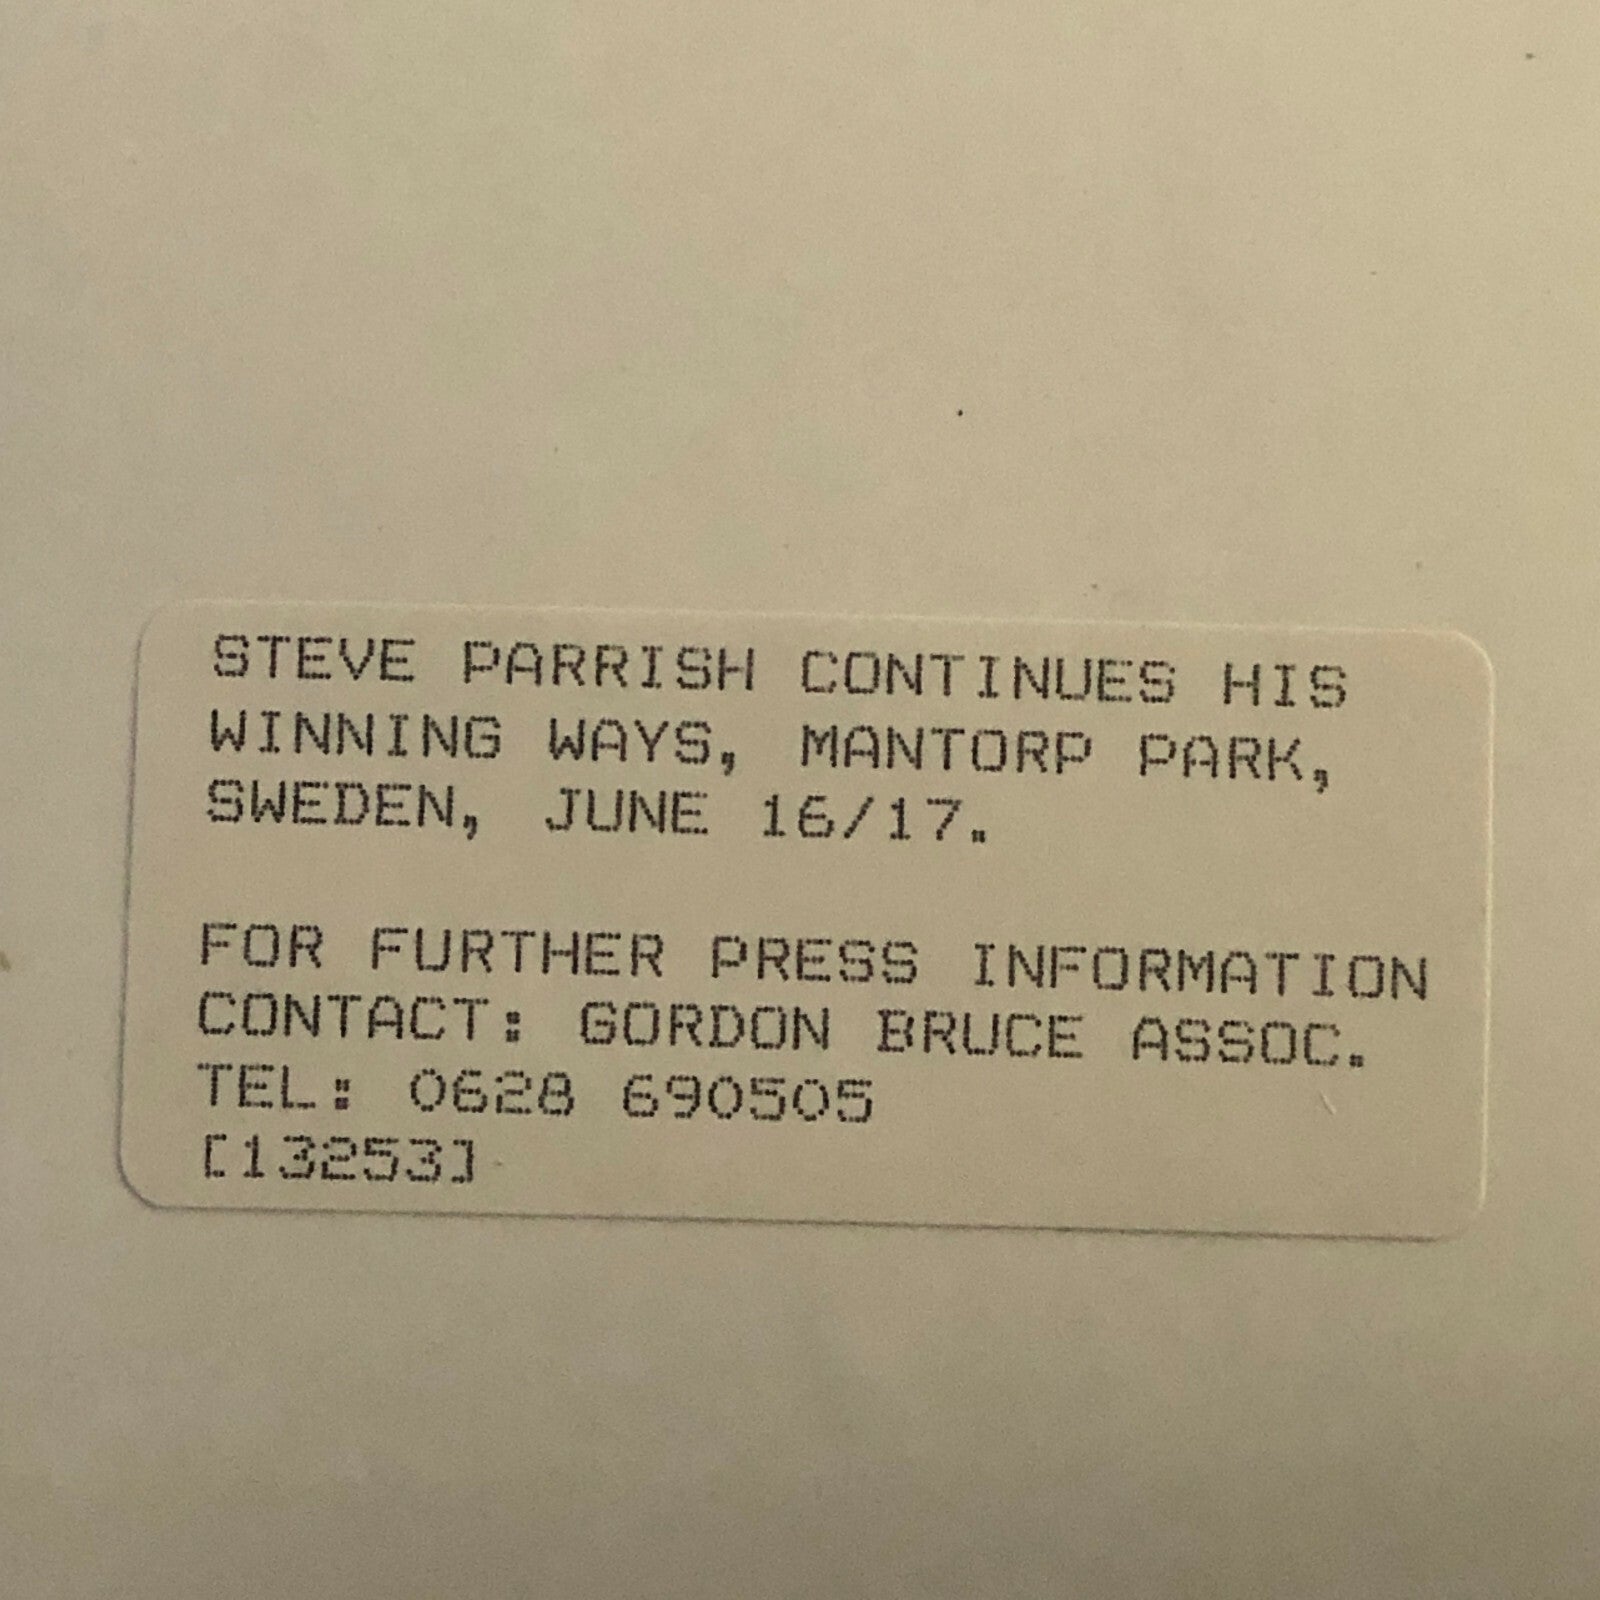 STEVE PARRISH CONTINUES HIS
WINNING WAYS, MANTORP PARK,
SWEDEN, JUNE 16/17.
FOR FURTHER PRESS INFORMATION
CONTACT: GORDON BRUCE ASSOC.
TEL: 0628 690505
[13253]